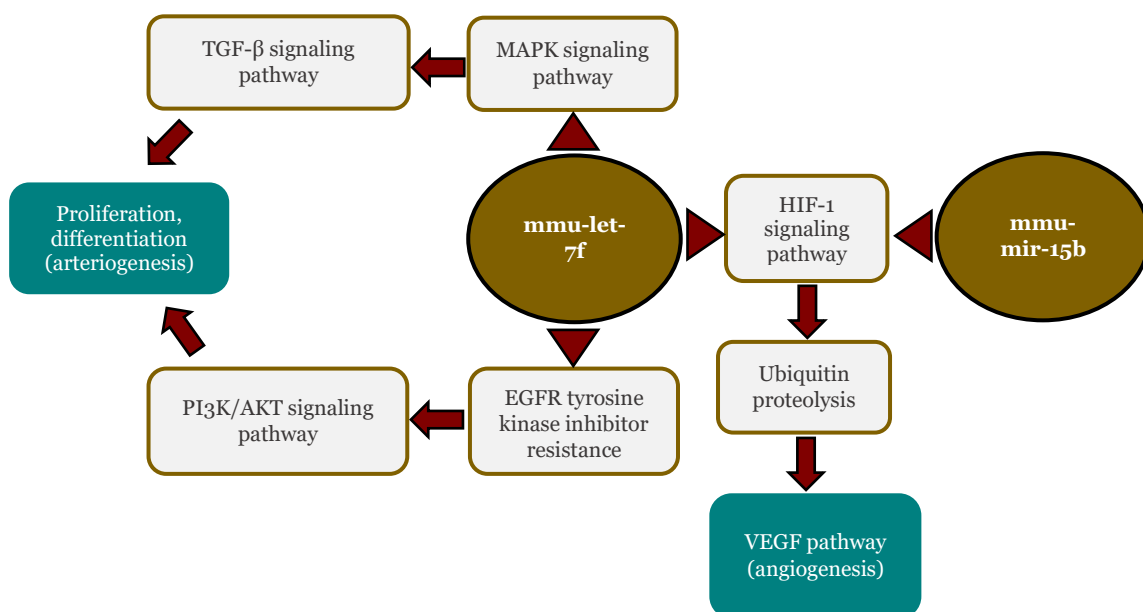 TGF-β signaling
pathway
MAPK signaling
pathway
Proliferation,
differentiation
(arteriogenesis)
mmu-let-
7f
HIF-1
signaling
pathway
mmu-
mir-15b
PI3K/AKT signaling
pathway
EGFR tyrosine
kinase inhibitor
resistance
Ubiquitin
proteolysis
VEGF pathway
(angiogenesis)